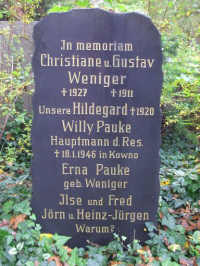 In memoriam
Christiane u. Gustav
Weniger
†1927 †1911
Unsere Hildegard †1920
Willy Pauke
Hauptmann d. Res.
†18.1.1946 in Kowno
Erna Pauke
geb. Weniger
Ilse und Fred
Jörn u. Heinz-Jürgen
Warum?